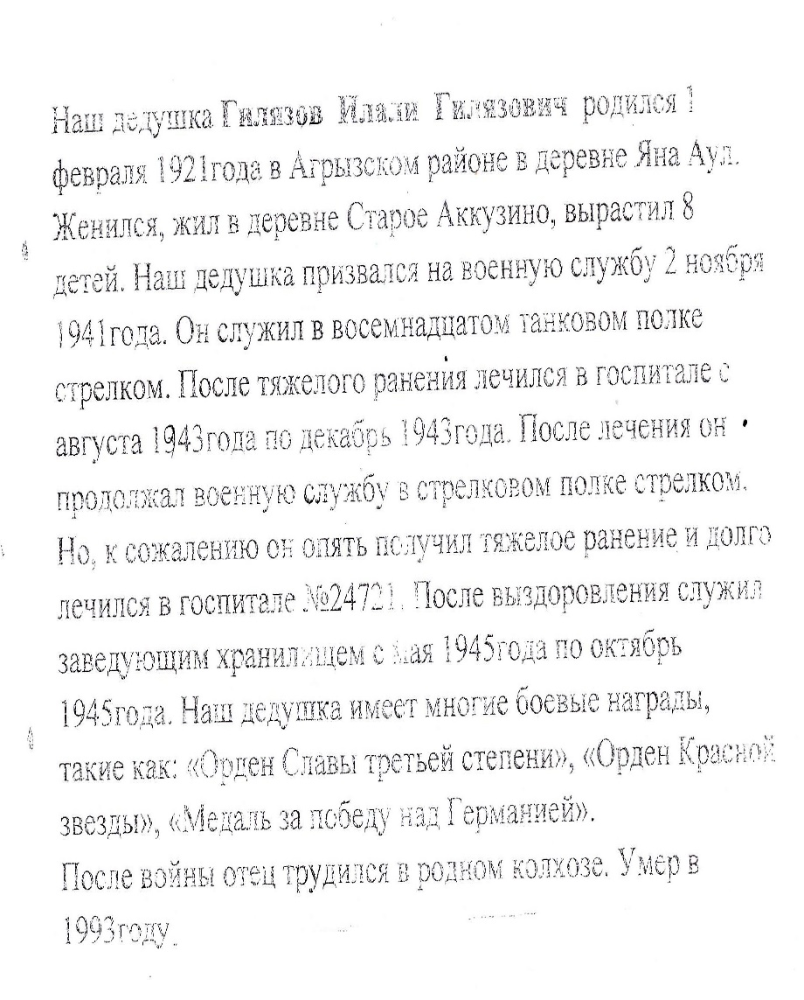 Наш дедушка Гилязов Илали Гилязович родился 1
февраля 1921года в Агрызском районе в деревне Яна Аул.
Женился, жил в деревне Старое Аккузино, вырастил 8
детей. Наш дедушка призвался на военную службу 2 ноября
1941года. Он служил в восемнадцатом танковом полке
стрелком. После тяжелого ранения лечился в госпитале с
августа 1943года по декабрь 1943года. После лечения он
продолжал военную службу в стрелковом полке стрелком.
Но, к сожалению он опять получил тяжелое ранение и долго
лечился в госпитале №24721. После выздоровления служил
заведующим хранилищем с мая 1945года по октябрь
1945года. Наш дедушка имеет многие боевые награды,
такие как: «Орден Славы третьей степени», «Орден Красной
звезды», «Медаль за победу над Германией».
После войны отец трудился в родном колхозе. Умер в
1993году.